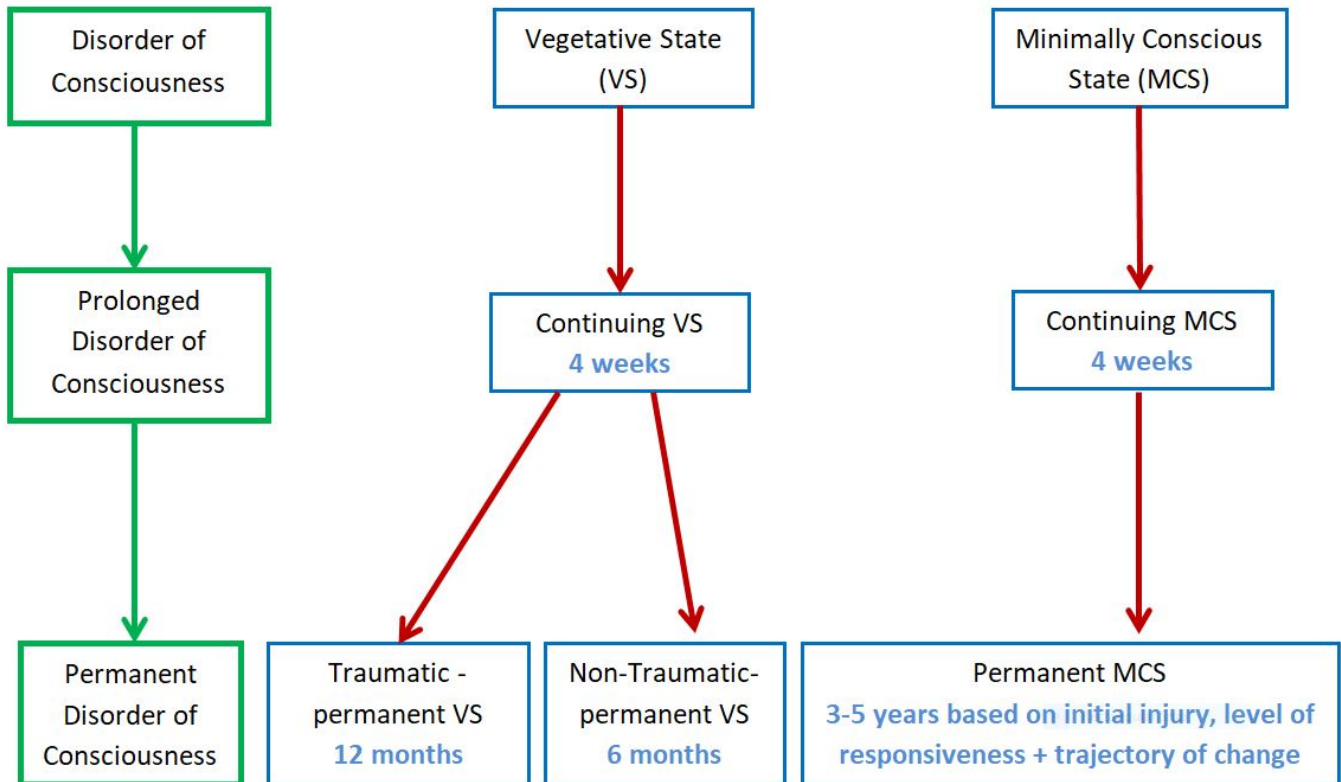 Disorder of
Consciousness
Vegetative State
(VS)
Minimally Conscious
State (MCS)
Prolonged
Disorder of
Consciousness
Continuing VS
4 weeks
Continuing MCS
4 weeks
Permanent
Disorder of
Consciousness
Traumatic -
permanent VS
12 months
Non-Traumatic-
permanent VS
6 months
Permanent MCS
3-5 years based on initial injury, level of
responsiveness + trajectory of change